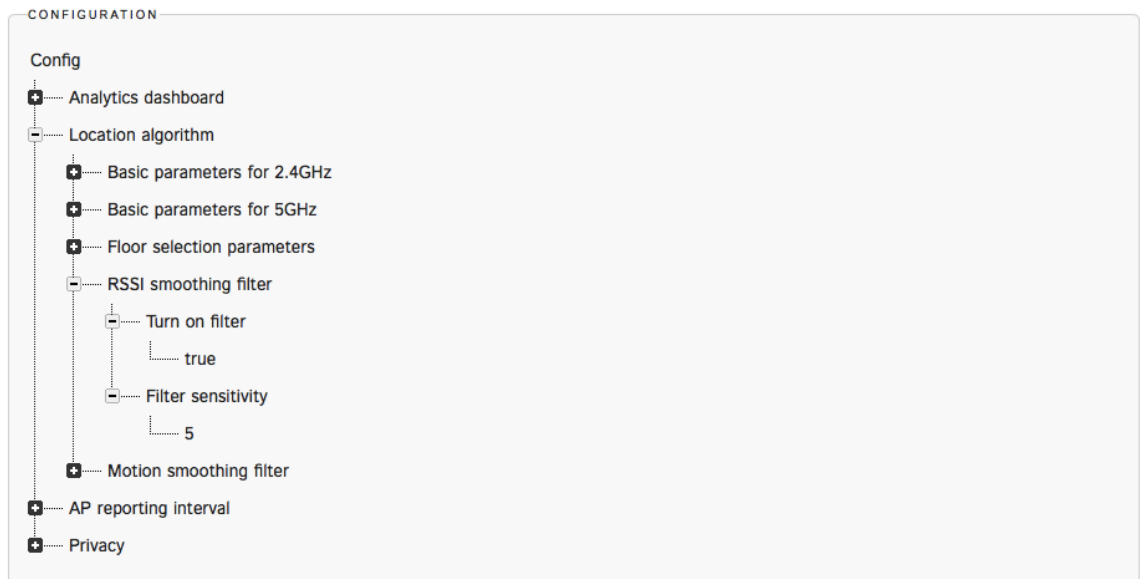 CONFIGURATION
Config
Analytics dashboard
Location algorithm
Basic parameters for 2.4GHz
Basic parameters for 5GHz
Floor selection parameters
RSSI smoothing filter
Turn on filter
true
Filter sensitivity
5
Motion smoothing filter
AP reporting interval
Privacy